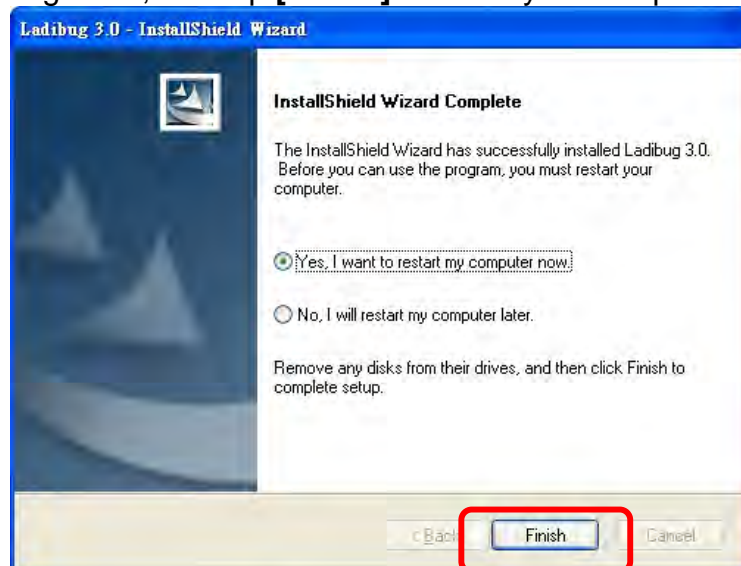 Ladibug 3.0 - InstallShield Wizard
InstallShield Wizard Complete
The InstallShield Wizard has successfully installed Ladibug 3.0.
Before you can use the program, you must restart your
computer.
Yes, I want to restart my computer now.
No, I will restart my computer later.
Remove any disks from their drives, and then click Finish to
complete setup.
< Back Finish Cancel